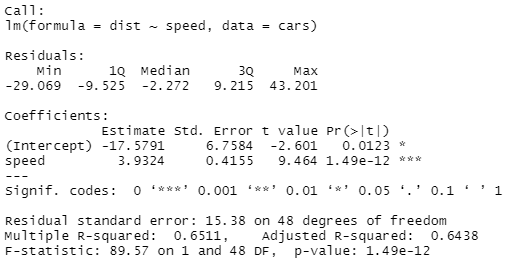 Call:
lm(formula = dist ~ speed, data = cars)
Residuals:
    Min      1Q  Median      3Q     Max
-29.069  -9.525  -2.272   9.215  43.201
Coefficients:
            Estimate Std. Error t value Pr(>|t|)
(Intercept) -17.5791     6.7584  -2.601   0.0123 *
speed         3.9324     0.4155   9.464 1.49e-12 ***
---
Signif. codes:  0 ‘***’ 0.001 ‘**’ 0.01 ‘*’ 0.05 ‘.’ 0.1 ‘ ’ 1
Residual standard error: 15.38 on 48 degrees of freedom
Multiple R-squared:  0.6511,    Adjusted R-squared:  0.6438
F-statistic: 89.57 on 1 and 48 DF,  p-value: 1.49e-12